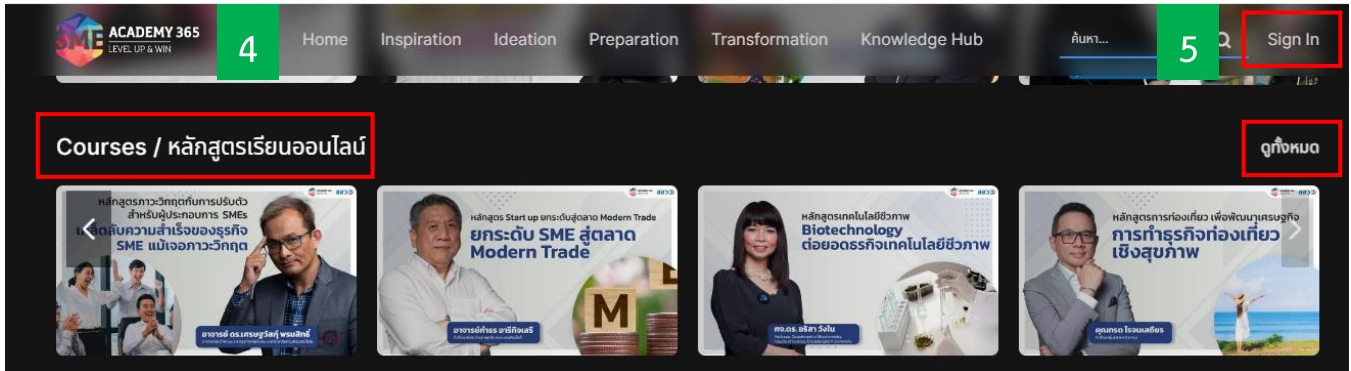 SME ACADEMY 365
LEVEL UP & WIN
4
Home
Inspiration
Ideation
Preparation
Transformation
Knowledge Hub
ค้นหา...
5
Sign In
Courses / หลักสูตรเรียนออนไลน์
ดูทั้งหมด
หลักสูตรภาวะวิกฤตกับการปรับตัว
สำหรับผู้ประกอบการ SMEs
ลับความสำเร็จของธุรกิจ
SME แม้เจอภาวะวิกฤต
หลักสูตร Start up ยกระดับสู่ตลาด Modern Trade
ยกระดับ SME สู่ตลาด
Modern Trade
M
หลักสูตรเทคโนโลยีชีวภาพ
Biotechnology
ต่อยอดธุรกิจเทคโนโลยีชีวภาพ
หลักสูตรการท่องเที่ยว เพื่อพัฒนาเศรษฐกิจ
การทำธุรกิจท่องเที่ยว
เชิงสุขภาพ